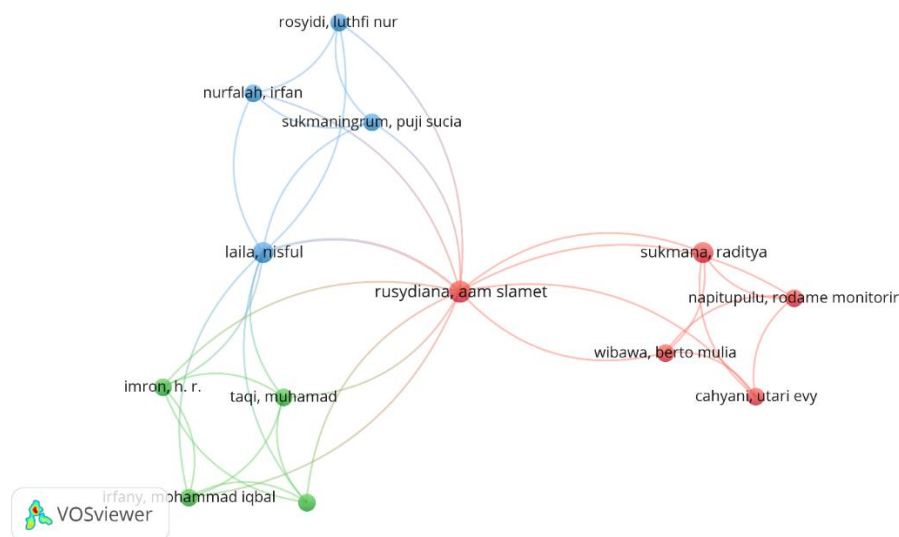 rosyidi, luthfi nur
nurfalah, irfan
sukmaningrum, puji sucia
laila, nisful
sukmana, raditya
rusydiana, aam slamet
napitupulu, rodame monitorir
wibawa, berto mulia
imron, h. r.
taqi, muhamad
cahyani, utari evy
irfany, mohammad iqbal
VOSviewer